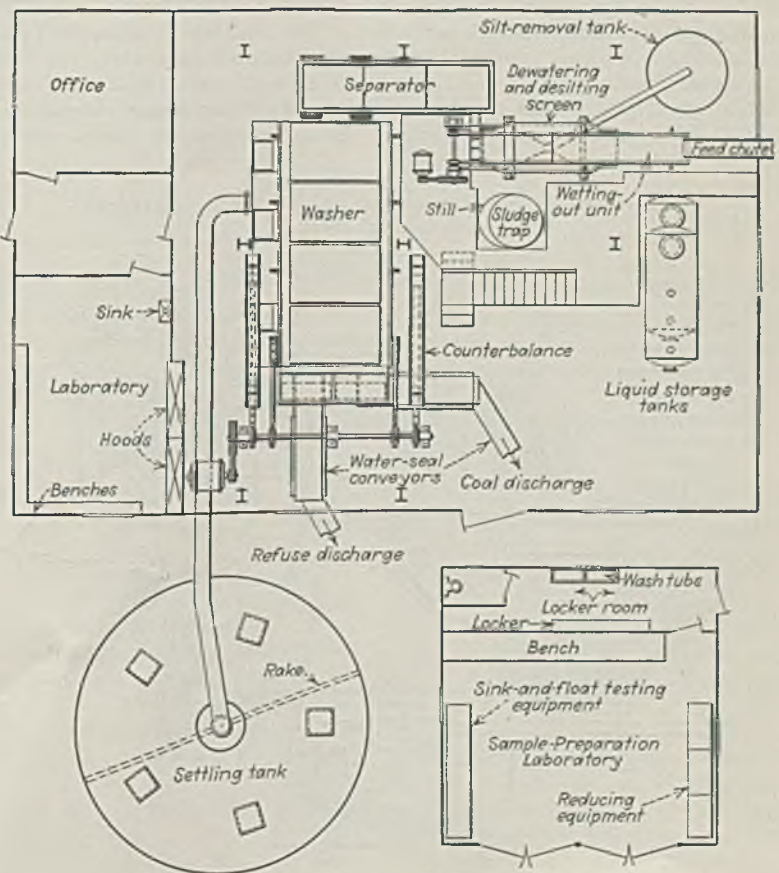 Office
Separator
Silt-removal tank
Dewatering
and desilting
screen
Feed chute
Wetting-
out unit
Washer
Still
Sludge
trap
Sink
Counterbalance
Laboratory
Liquid storage
tanks
Hoods
Water-seal
conveyors
Coal discharge
Benches
Refuse discharge
Wash tube
Locker room
Locker
Bench
Rake
Sink-and-float testing
equipment
Sample-Preparation
Laboratory
Settling tank
Reducing
equipment